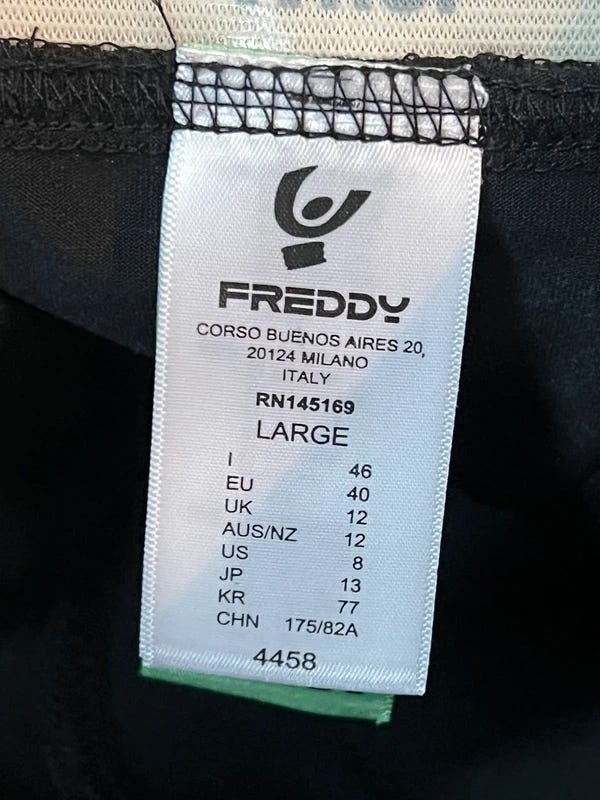 FREDDY
CORSO BUENOS AIRES 20,
20124 MILANO
ITALY
RN145169
LARGE
I 46
EU 40
UK 12
AUS/NZ 12
US 8
JP 13
KR 77
CHN 175/82A
4458